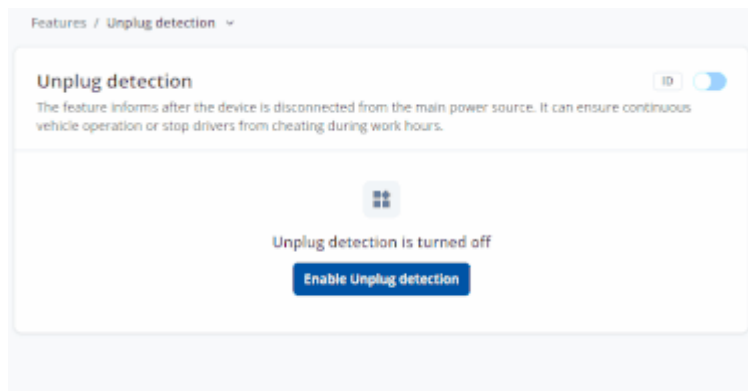 Features / Unplug detection
Unplug detection
ID
The feature informs after the device is disconnected from the main power source. It can ensure continuous
vehicle operation or stop drivers from cheating during work hours.
Unplug detection is turned off
Enable Unplug detection